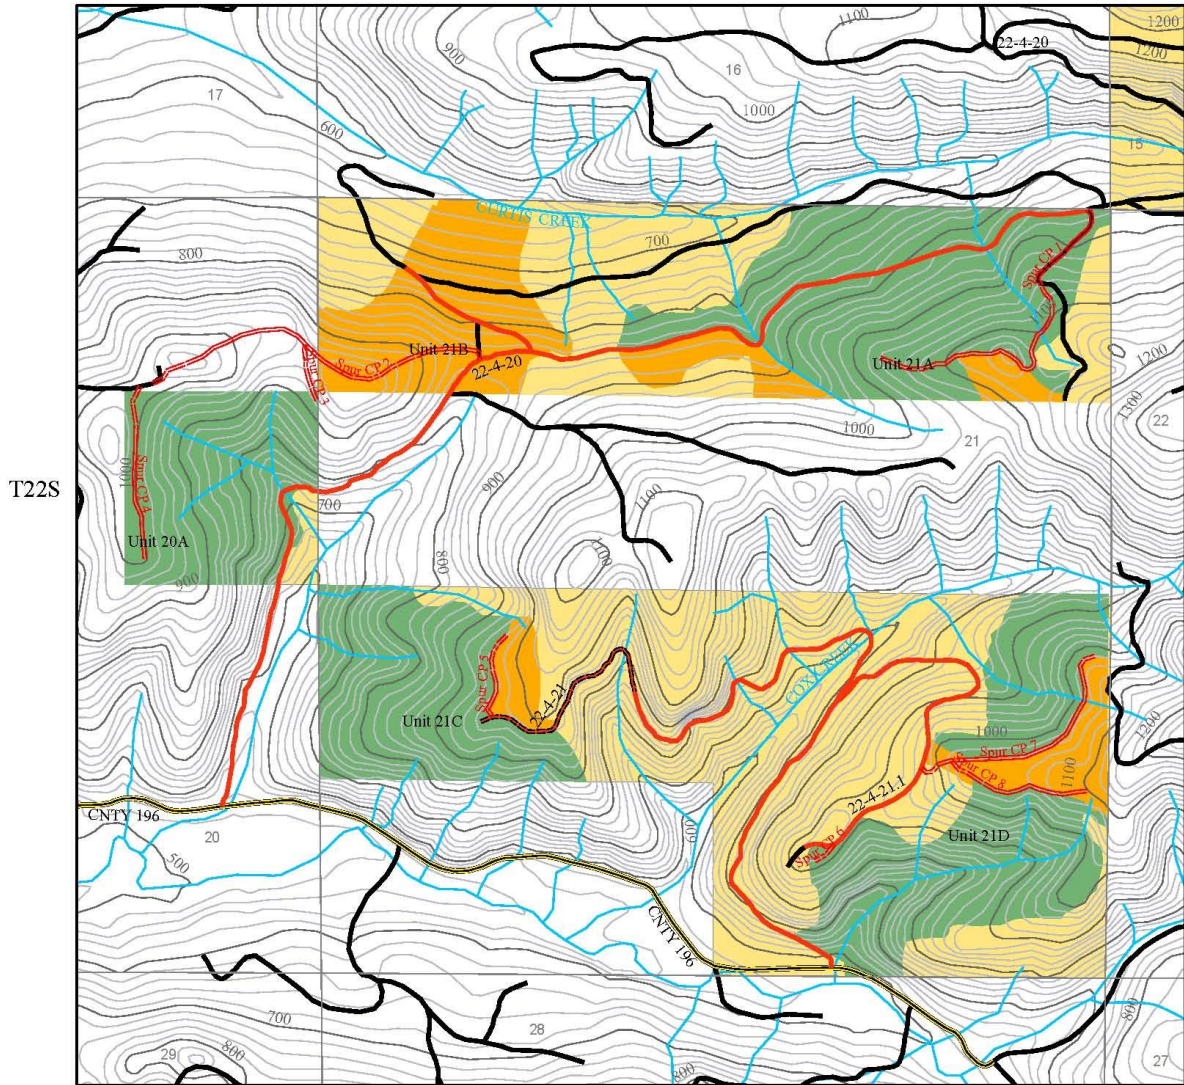 1100
1200
22-4-20
1200
900
16
17
1000
600
15
CURTIS CREEK
700
800
Spur CP 1
Unit 21B
Spur CP 2
22-4-20
Unit 21A
1200
Spur CP 3
1300
22
1000
21
900
1000
Spur CP 4
T22S
1100
700
Unit 20A
1100
800
900
COXX CREEK
Spur CP 5
22-4-21
Unit 21C
1000
1200
Spur CP 7
Spur CP 8
1100
22-4-21.1
CNTY 196
20
Unit 21D
600
Spur CP 6
500
CNTY 196
700
28
800
29
800
800
27